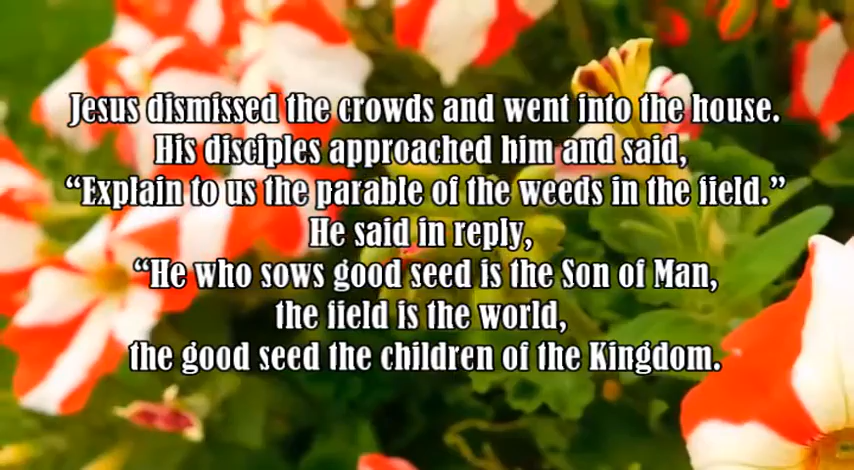 Jesus dismissed the crowds and went into the house.
His disciples approached him and said,
“Explain to us the parable of the weeds in the field.”
He said in reply,
“He who sows good seed is the Son of Man,
the field is the world,
the good seed the children of the Kingdom.